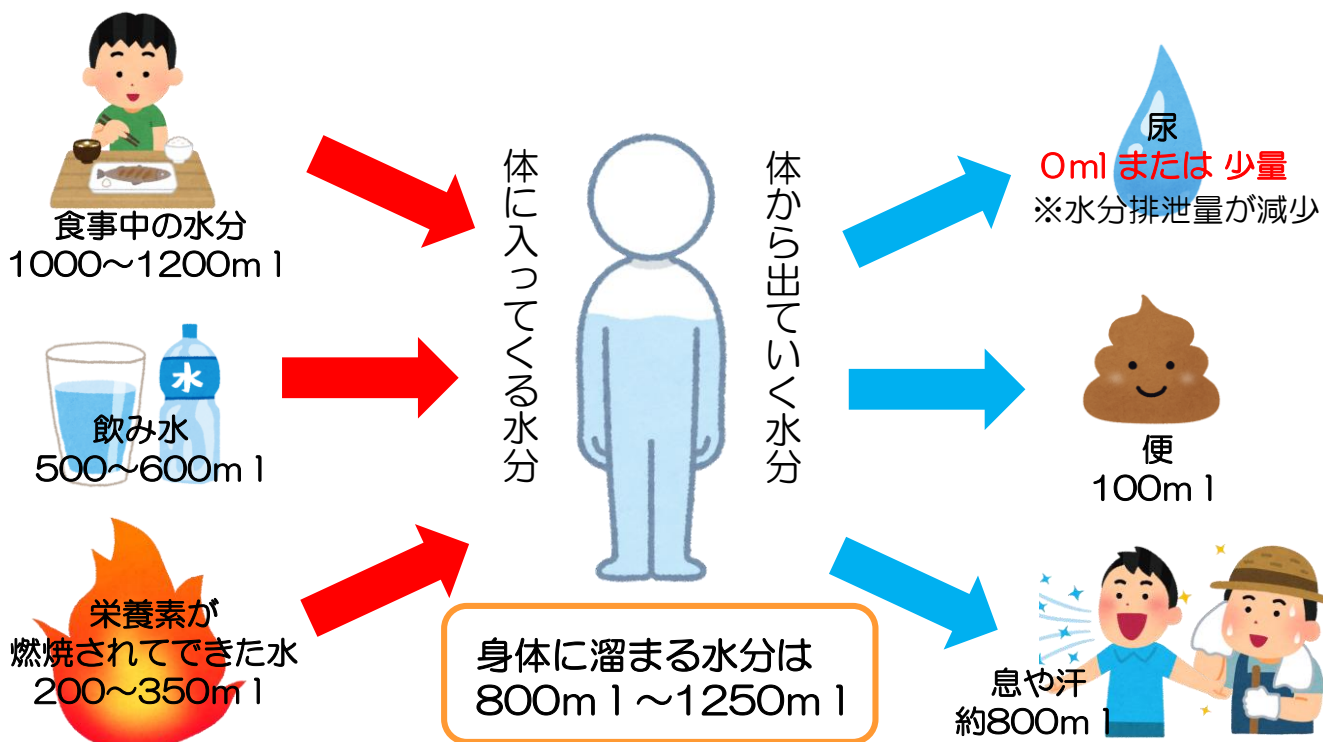 食事中の水分
1000～1200ml
水
飲み水
500～600ml
栄養素が
燃焼されてできた水
200～350ml
体に入ってくる水分
体から出ていく水分
身体に溜まる水分は
800ml～1250ml
尿
0ml または 少量
※水分排泄量が減少
便
100ml
息や汗
約800ml